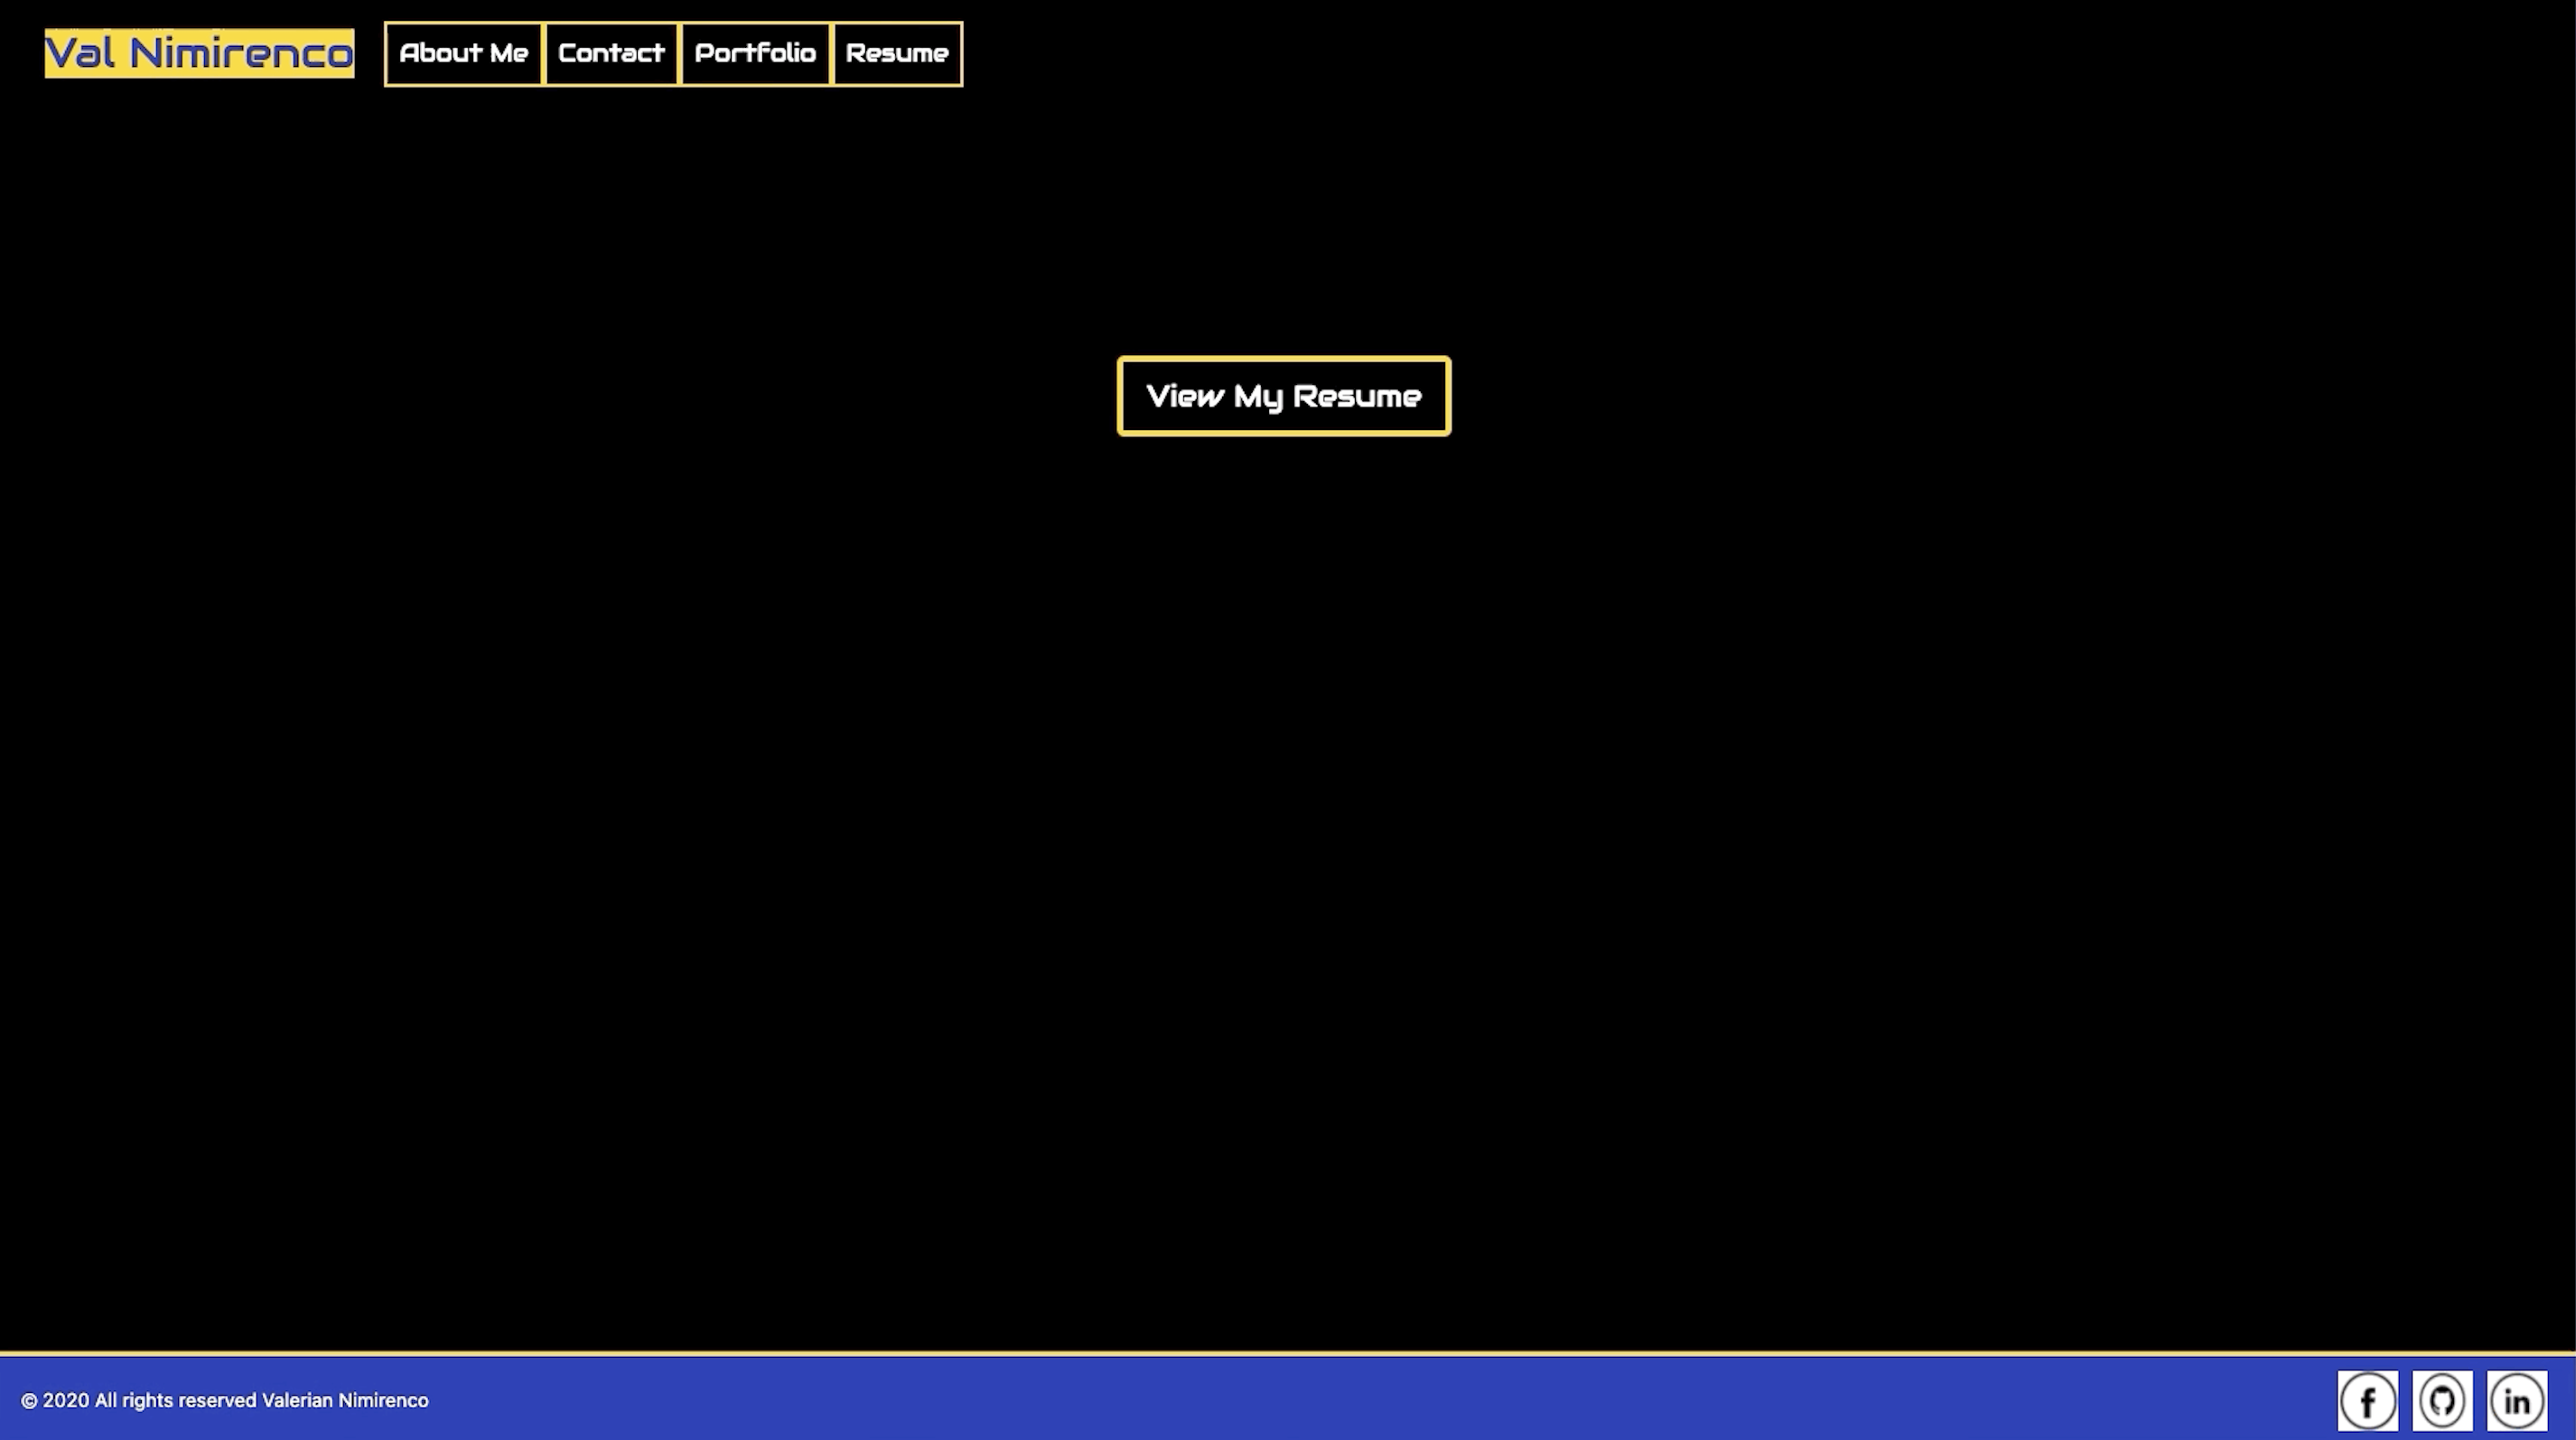 Val Nimirenco
About Me Contact Portfolio Resume
View My Resume
© 2020 All rights reserved Valerian Nimirenco
f in